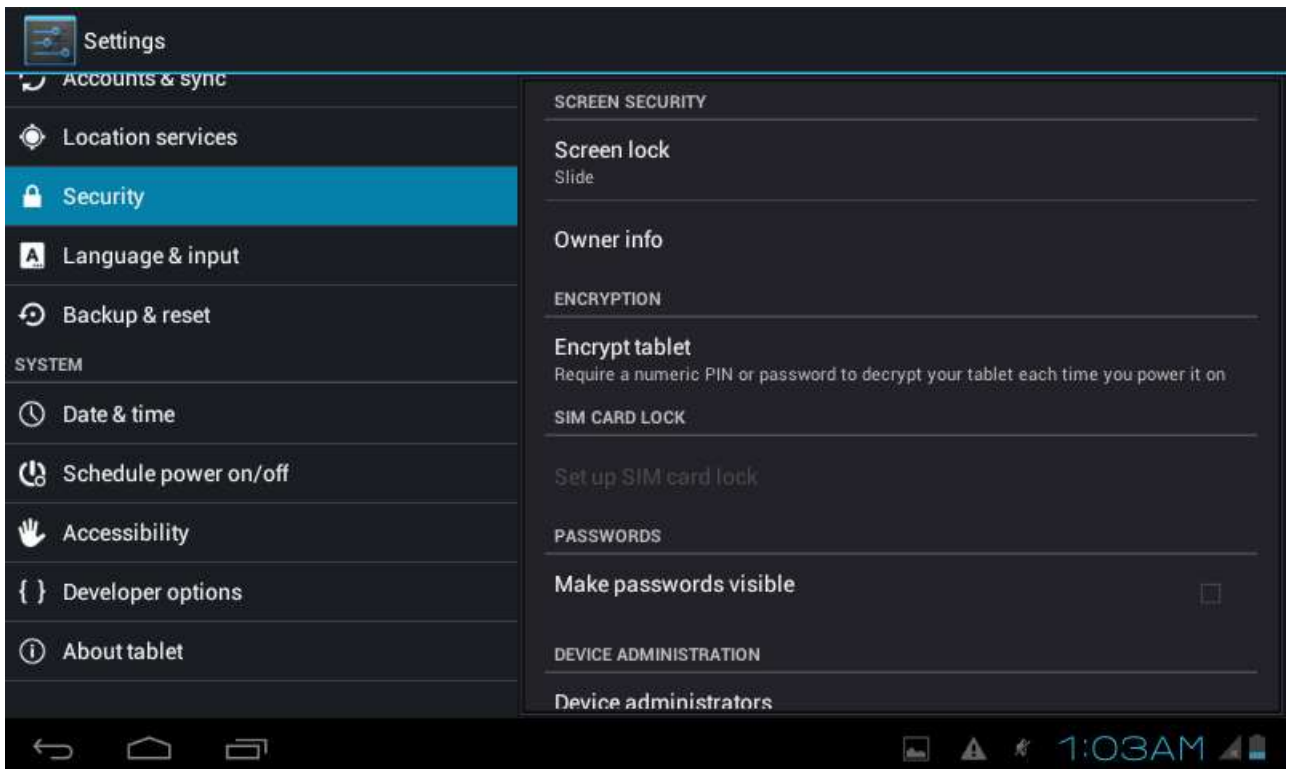 Settings
Accounts & sync
Location services
Security
Language & input
Backup & reset
SYSTEM
Date & time
Schedule power on/off
Accessibility
{ } Developer options
About tablet
SCREEN SECURITY
Screen lock
Slide
Owner info
ENCRYPTION
Encrypt tablet
Require a numeric PIN or password to decrypt your tablet each time you power it on
SIM CARD LOCK
Set up SIM card lock
PASSWORDS
Make passwords visible
DEVICE ADMINISTRATION
Device administrators
1:03AM